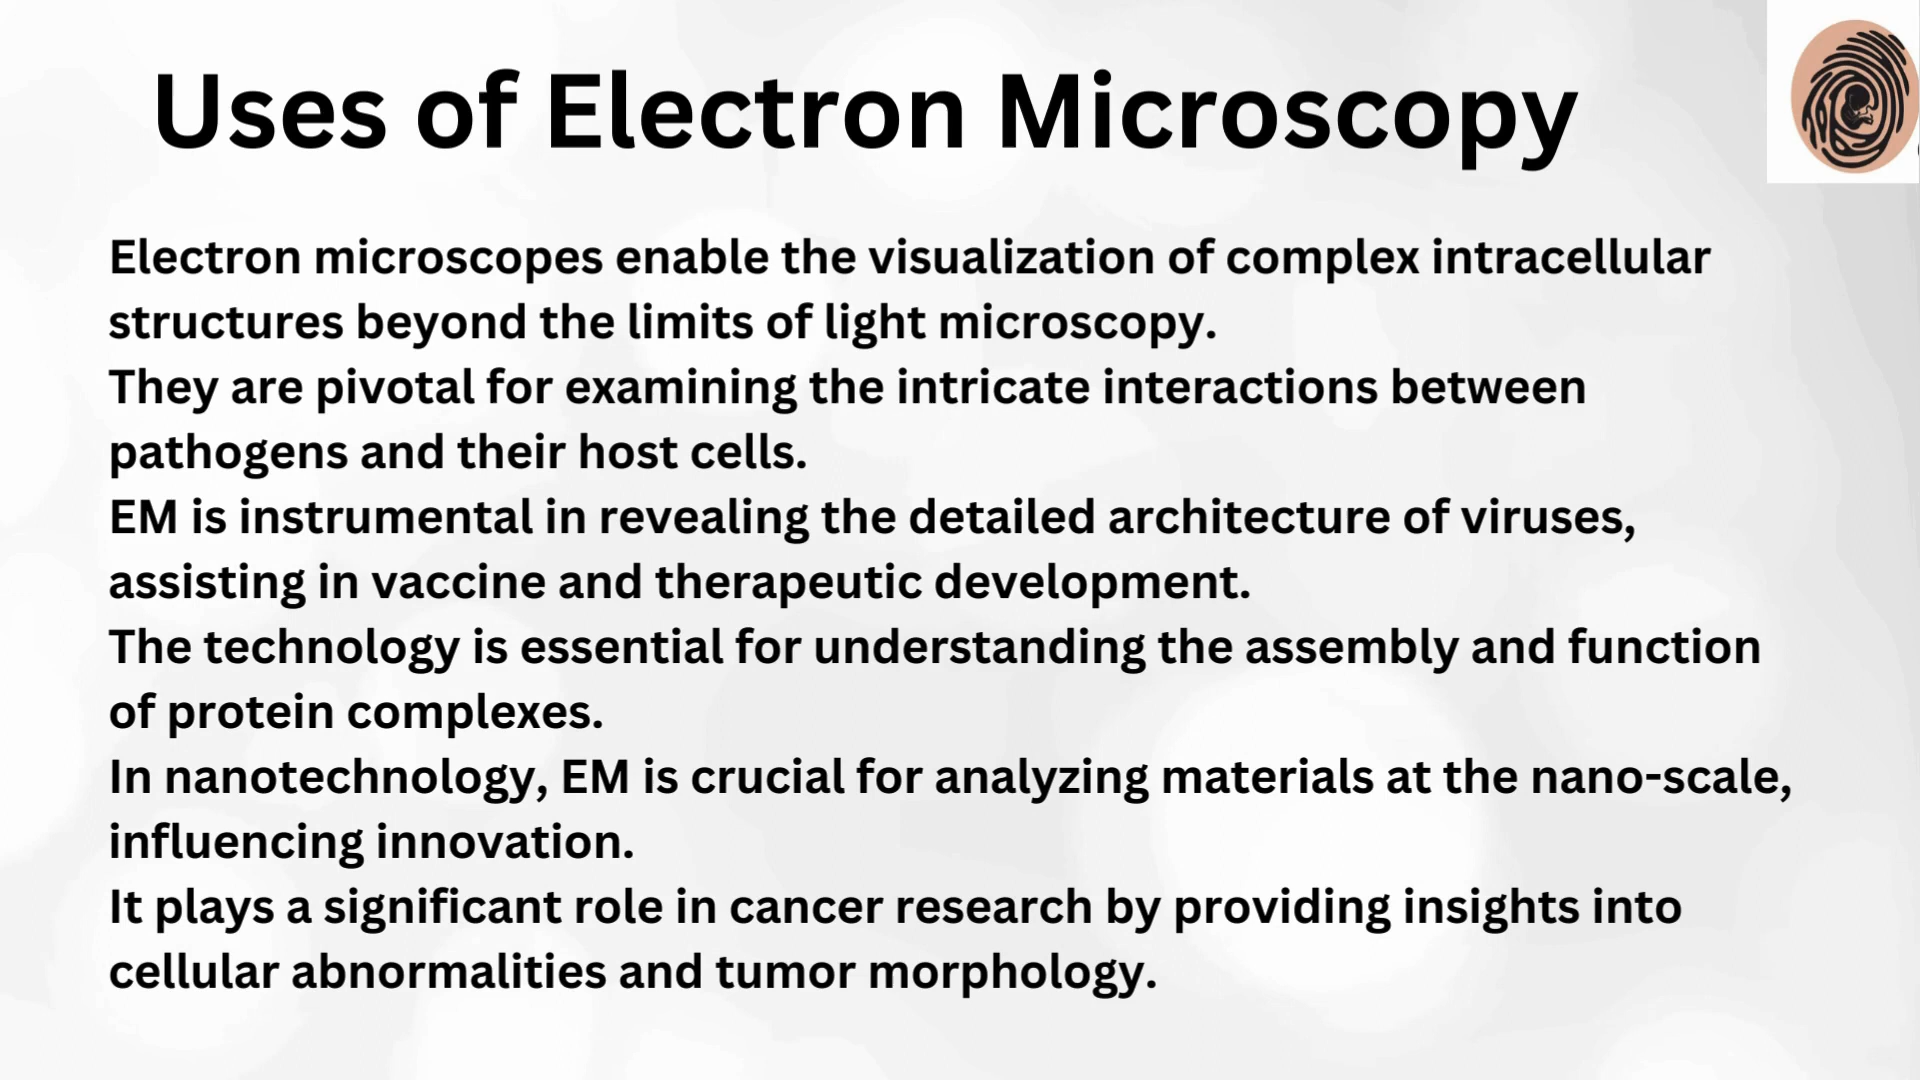 Uses of Electron Microscopy
Electron microscopes enable the visualization of complex intracellular
structures beyond the limits of light microscopy.
They are pivotal for examining the intricate interactions between
pathogens and their host cells.
EM is instrumental in revealing the detailed architecture of viruses,
assisting in vaccine and therapeutic development.
The technology is essential for understanding the assembly and function
of protein complexes.
In nanotechnology, EM is crucial for analyzing materials at the nano-scale,
influencing innovation.
It plays a significant role in cancer research by providing insights into
cellular abnormalities and tumor morphology.